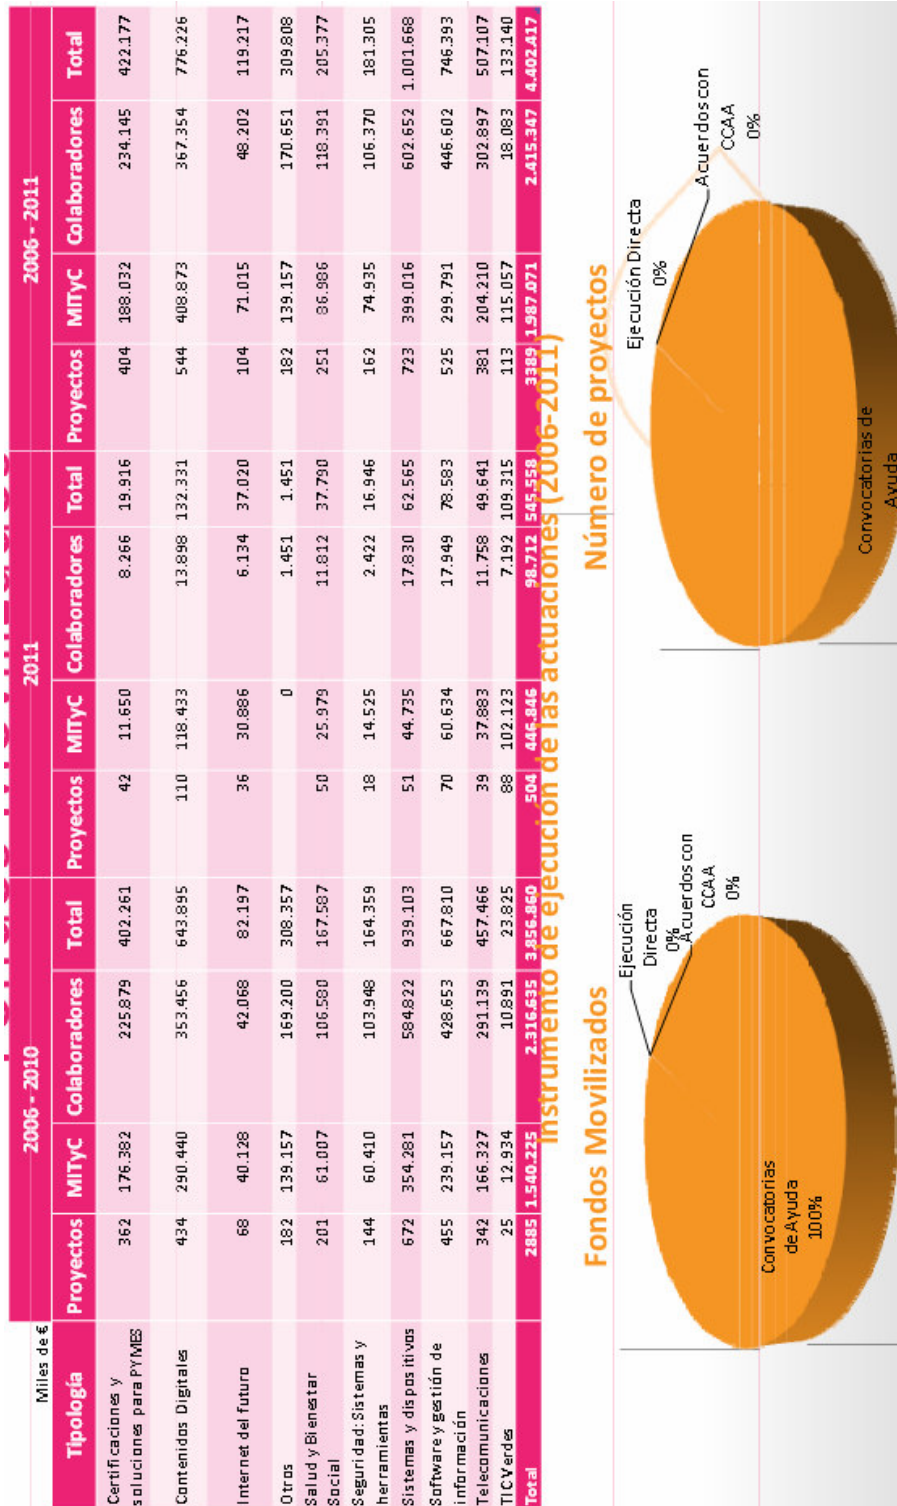 Miles de €
2006 - 2010 2011 2006 - 2011
Tipología Proyectos MITyC Colaboradores Total Proyectos MITyC Colaboradores Total Proyectos MITyC Colaboradores Total
Certificaciones y
soluciones para PYMES 362 176.382 225.879 402.261 42 11.650 8.266 19.916 404 188.032 234.145 422.177
Contenidos Digitales 434 290.440 353.456 643.895 110 118.433 13.898 132.331 544 408.873 367.354 776.226
Internet del futuro 68 40.128 42.068 82.197 36 30.886 6.134 37.020 104 71.015 48.202 119.217
Otros 182 139.157 169.200 308.357 0 1.451 1.451 182 139.157 170.651 309.808
Salud y Bienestar
Social 201 61.007 106.580 167.587 50 25.979 11.812 37.790 251 86.986 118.391 205.377
Seguridad: Sistemas y
herramientas 144 60.410 103.948 164.359 18 14.525 2.422 16.946 162 74.935 106.370 181.305
Sistemas y dispositivos 672 354.281 584.822 939.103 51 44.735 17.830 62.565 723 399.016 602.652 1.001.668
Software y gestión de
información 455 239.157 428.653 667.810 70 60.634 17.949 78.583 525 299.791 446.602 746.393
Telecomunicaciones 342 166.327 291.139 457.466 39 37.883 11.758 49.641 381 204.210 302.897 507.107
TIC Verdes 25 12.934 10.891 23.825 88 102.123 7.192 109.315 113 115.057 18.083 133.140
Total 2885 1.540.225 2.316.635 3.856.860 504 446.846 98.712 545.558 3389 1.987.071 2.415.347 4.402.417
Instrumento de ejecución de las actuaciones (2006-2011)
Fondos Movilizados
Ejecución
Directa
0%
Acuerdos con
CCAA
0%
Convocatorias
de Ayuda
100%
Número de proyectos
Ejecución Directa
0%
Acuerdos con
CCAA
0%
Convocatorias de
Ayuda